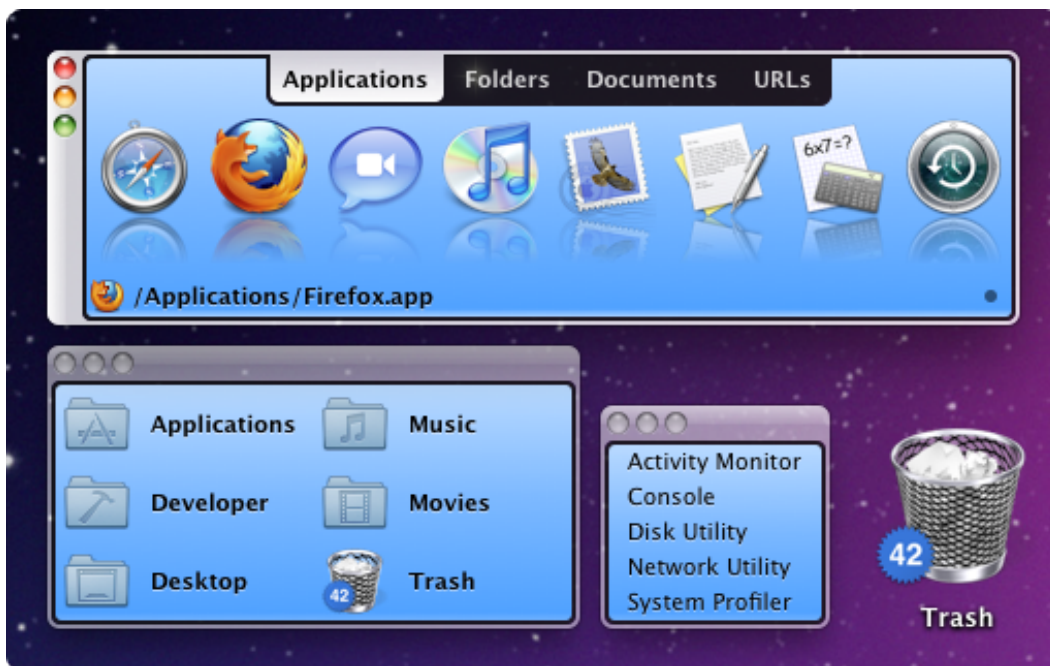 Applications Folders Documents URLs
6x7=?
/Applications/Firefox.app
Applications Music
Developer Movies
Desktop 42 Trash
Activity Monitor
Console
Disk Utility
Network Utility
System Profiler
42
Trash